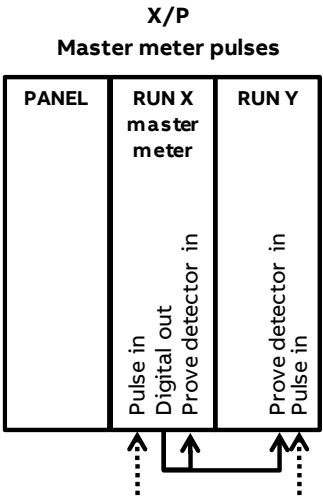 X/P
Master meter pulses
PANEL
RUN X
master
meter
RUN Y
Pulse in
Digital out
Prove detector in
Prove detector in
Pulse in